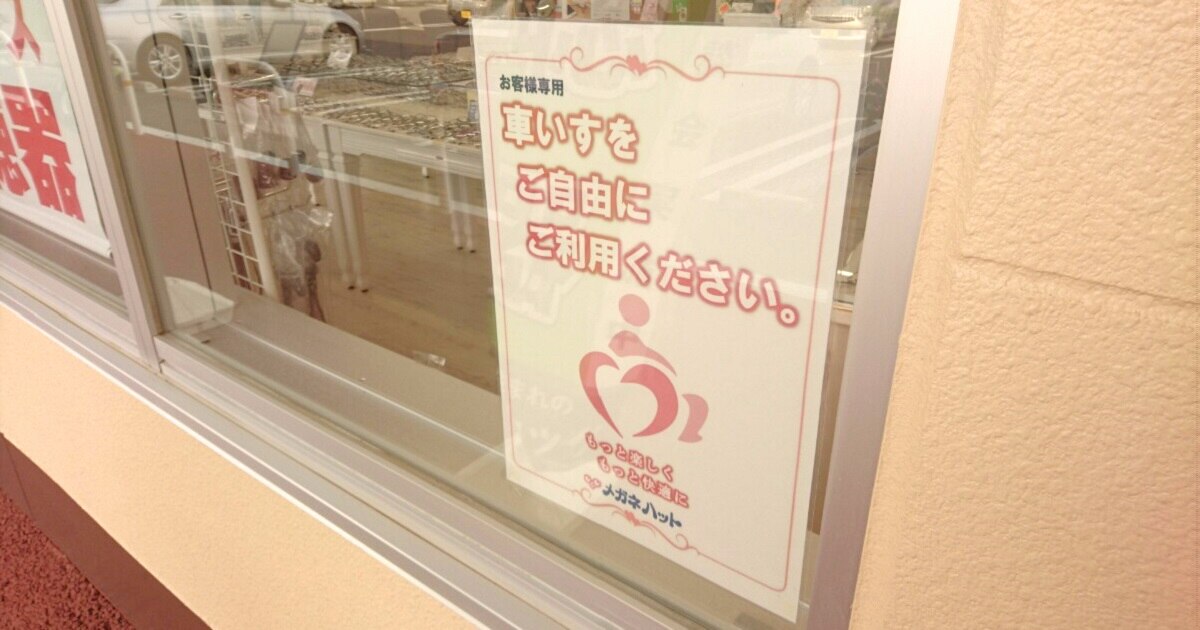 お客様専用
車いすを
ご自由に
ご利用ください。
もっと楽しく
もっと快適に
メガネハット
器